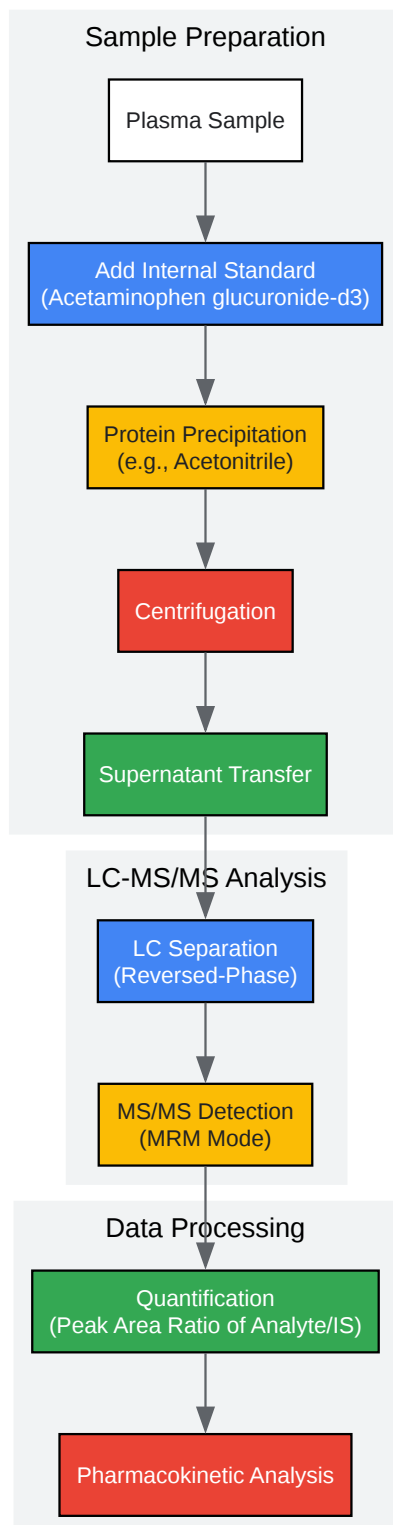 Sample Preparation
Plasma Sample
Add Internal Standard
(Acetaminophen glucuronide-d3)
Protein Precipitation
(e.g., Acetonitrile)
Centrifugation
Supernatant Transfer
LC-MS/MS Analysis
LC Separation
(Reversed-Phase)
MS/MS Detection
(MRM Mode)
Data Processing
Quantification
(Peak Area Ratio of Analyte/IS)
Pharmacokinetic Analysis